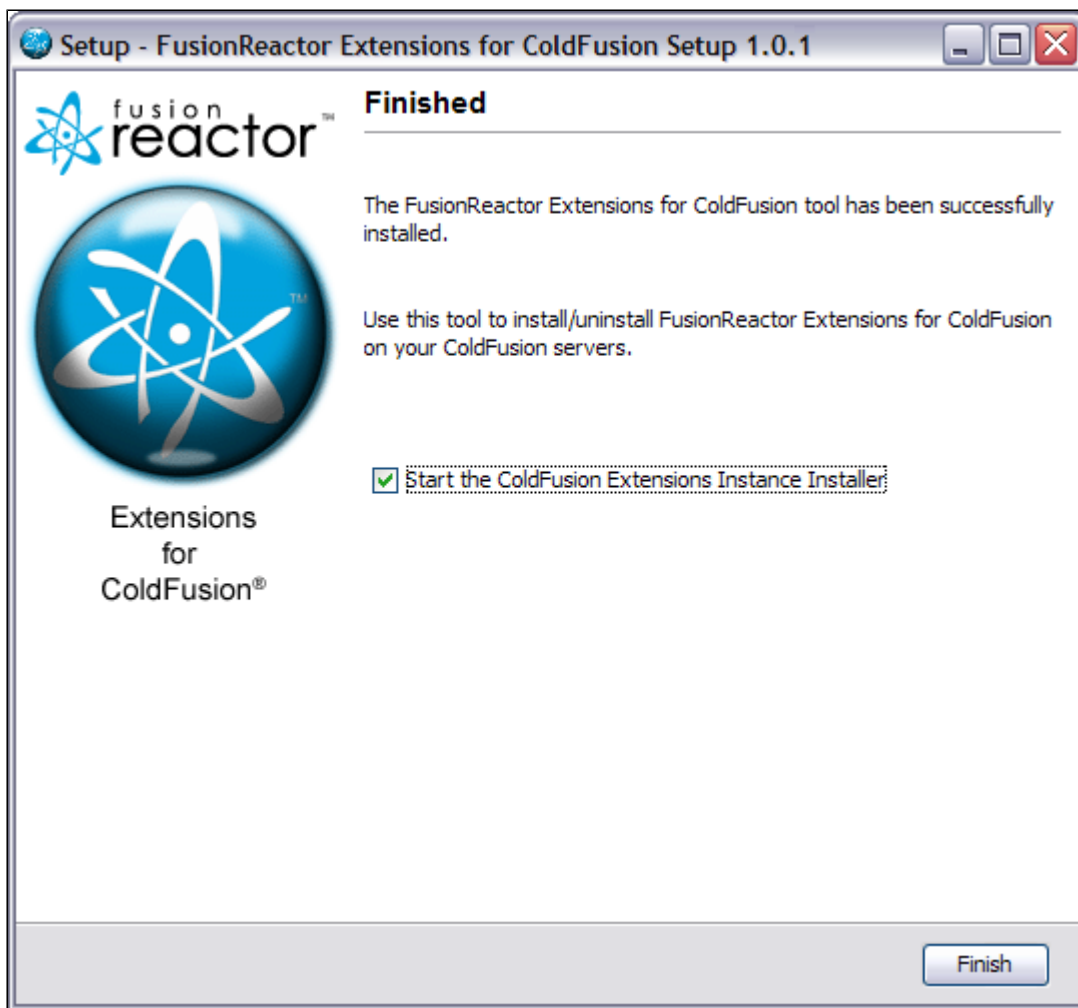 Setup - FusionReactor Extensions for ColdFusion Setup 1.0.1
fusion
reactor™
Finished
The FusionReactor Extensions for ColdFusion tool has been successfully
installed.
Use this tool to install/uninstall FusionReactor Extensions for ColdFusion
on your ColdFusion servers.
TM
Start the ColdFusion Extensions Instance Installer
Extensions
for
ColdFusion®
Finish